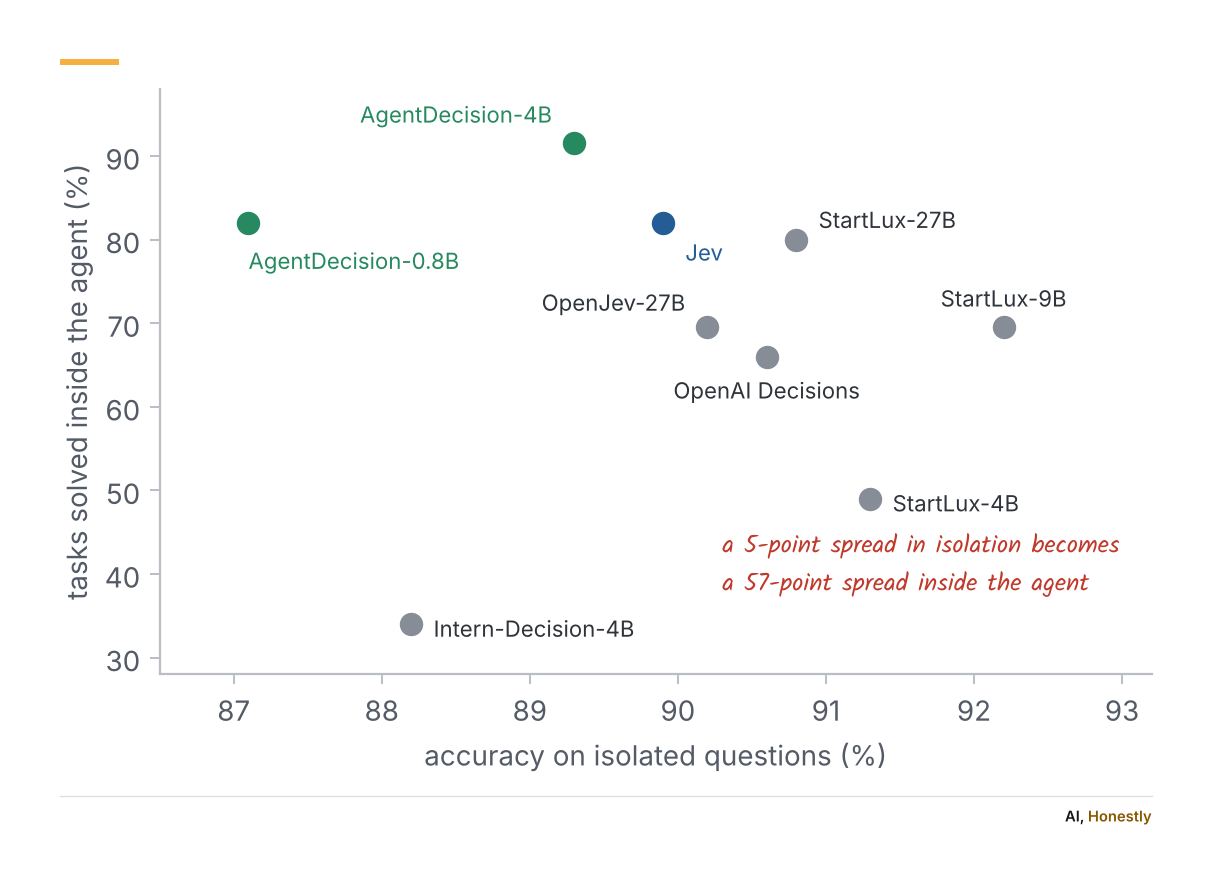 AgentDecision-4B
90
StartLux-27B
80
Jev
AgentDecision-0.8B
OpenJev-27B
StartLux-9B
70
OpenAI Decisions
60
50
StartLux-4B
a 5-point spread in isolation becomes
a 57-point spread inside the agent
40
Intern-Decision-4B
30
tasks solved inside the agent (%)
87 88 89 90 91 92 93
accuracy on isolated questions (%)
AI, Honestly